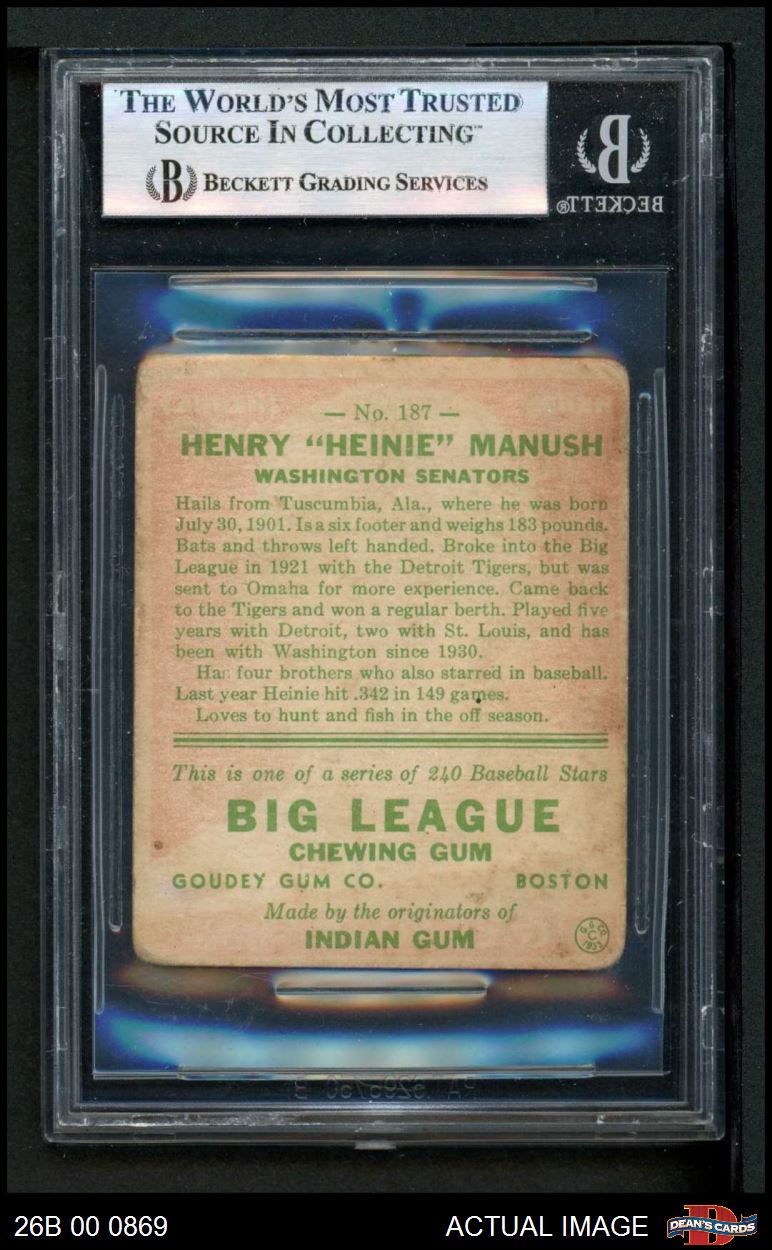 THE WORLD'S MOST TRUSTED
SOURCE IN COLLECTING™
B BECKETT GRADING SERVICES
B
BECKETT®
— No. 187 —
HENRY "HEINIE" MANUSH
WASHINGTON SENATORS
Hails from Tuscumbia, Ala., where he was born
July 30, 1901. Is a six footer and weighs 183 pounds.
Bats and throws left handed. Broke into the Big
League in 1921 with the Detroit Tigers, but was
sent to Omaha for more experience. Came back
to the Tigers and won a regular berth. Played five
years with Detroit, two with St. Louis, and has
been with Washington since 1930.
Has four brothers who also starred in baseball.
Last year Heinie hit .342 in 149 games.
Loves to hunt and fish in the off season.
This is one of a series of 240 Baseball Stars
BIG LEAGUE
CHEWING GUM
GOUDEY GUM CO. BOSTON
Made by the originators of
INDIAN GUM
G. G. CO.
C
1933
26B 00 0869 ACTUAL IMAGE DEAN'S CARDS